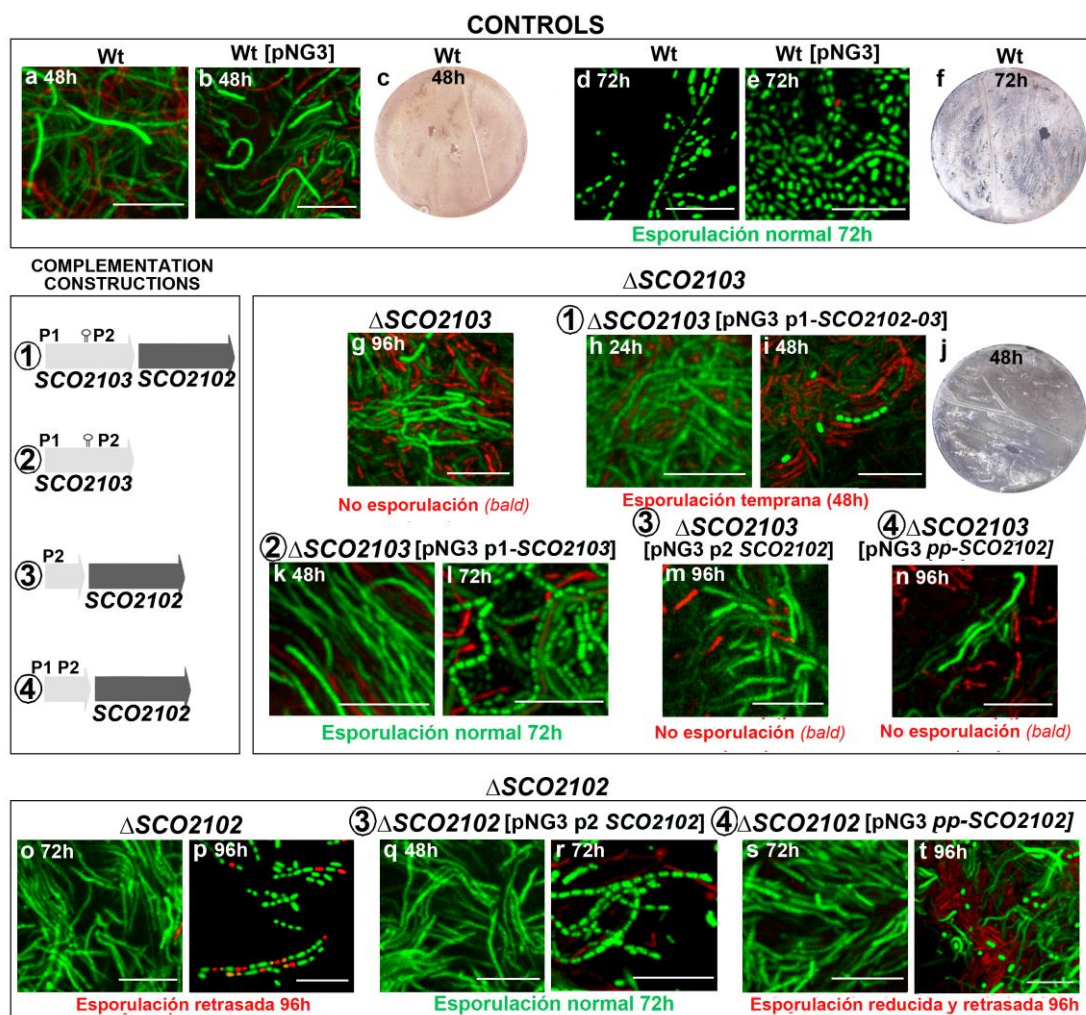 CONTROLS
Wt
Wt [pNG3]
Wt
Wt
Wt [pNG3]
Wt
a 48h
b 48h
c
48h
d 72h
e 72h
f
72h
Esporulación normal 72h
COMPLEMENTATION
CONSTRUCTIONS
P1 P2
1
SCO2103 SCO2102
P1 P2
2
SCO2103
P2
3
SCO2102
P1 P2
4
SCO2102
ΔSCO2103
ΔSCO2103
g 96h
No esporulación (bald)
1 ΔSCO2103 [pNG3 p1-SCO2102-03]
h 24h
i 48h
j
48h
Esporulación temprana (48h)
2 ΔSCO2103 [pNG3 p1-SCO2103]
k 48h
l 72h
Esporulación normal 72h
3 ΔSCO2103
[pNG3 p2 SCO2102]
m 96h
No esporulación (bald)
4 ΔSCO2103
[pNG3 pp-SCO2102]
n 96h
No esporulación (bald)
ΔSCO2102
ΔSCO2102
o 72h
p 96h
Esporulación retrasada 96h
3 ΔSCO2102 [pNG3 p2 SCO2102]
q 48h
r 72h
Esporulación normal 72h
4 ΔSCO2102 [pNG3 pp-SCO2102]
s 72h
t 96h
Esporulación reducida y retrasada 96h